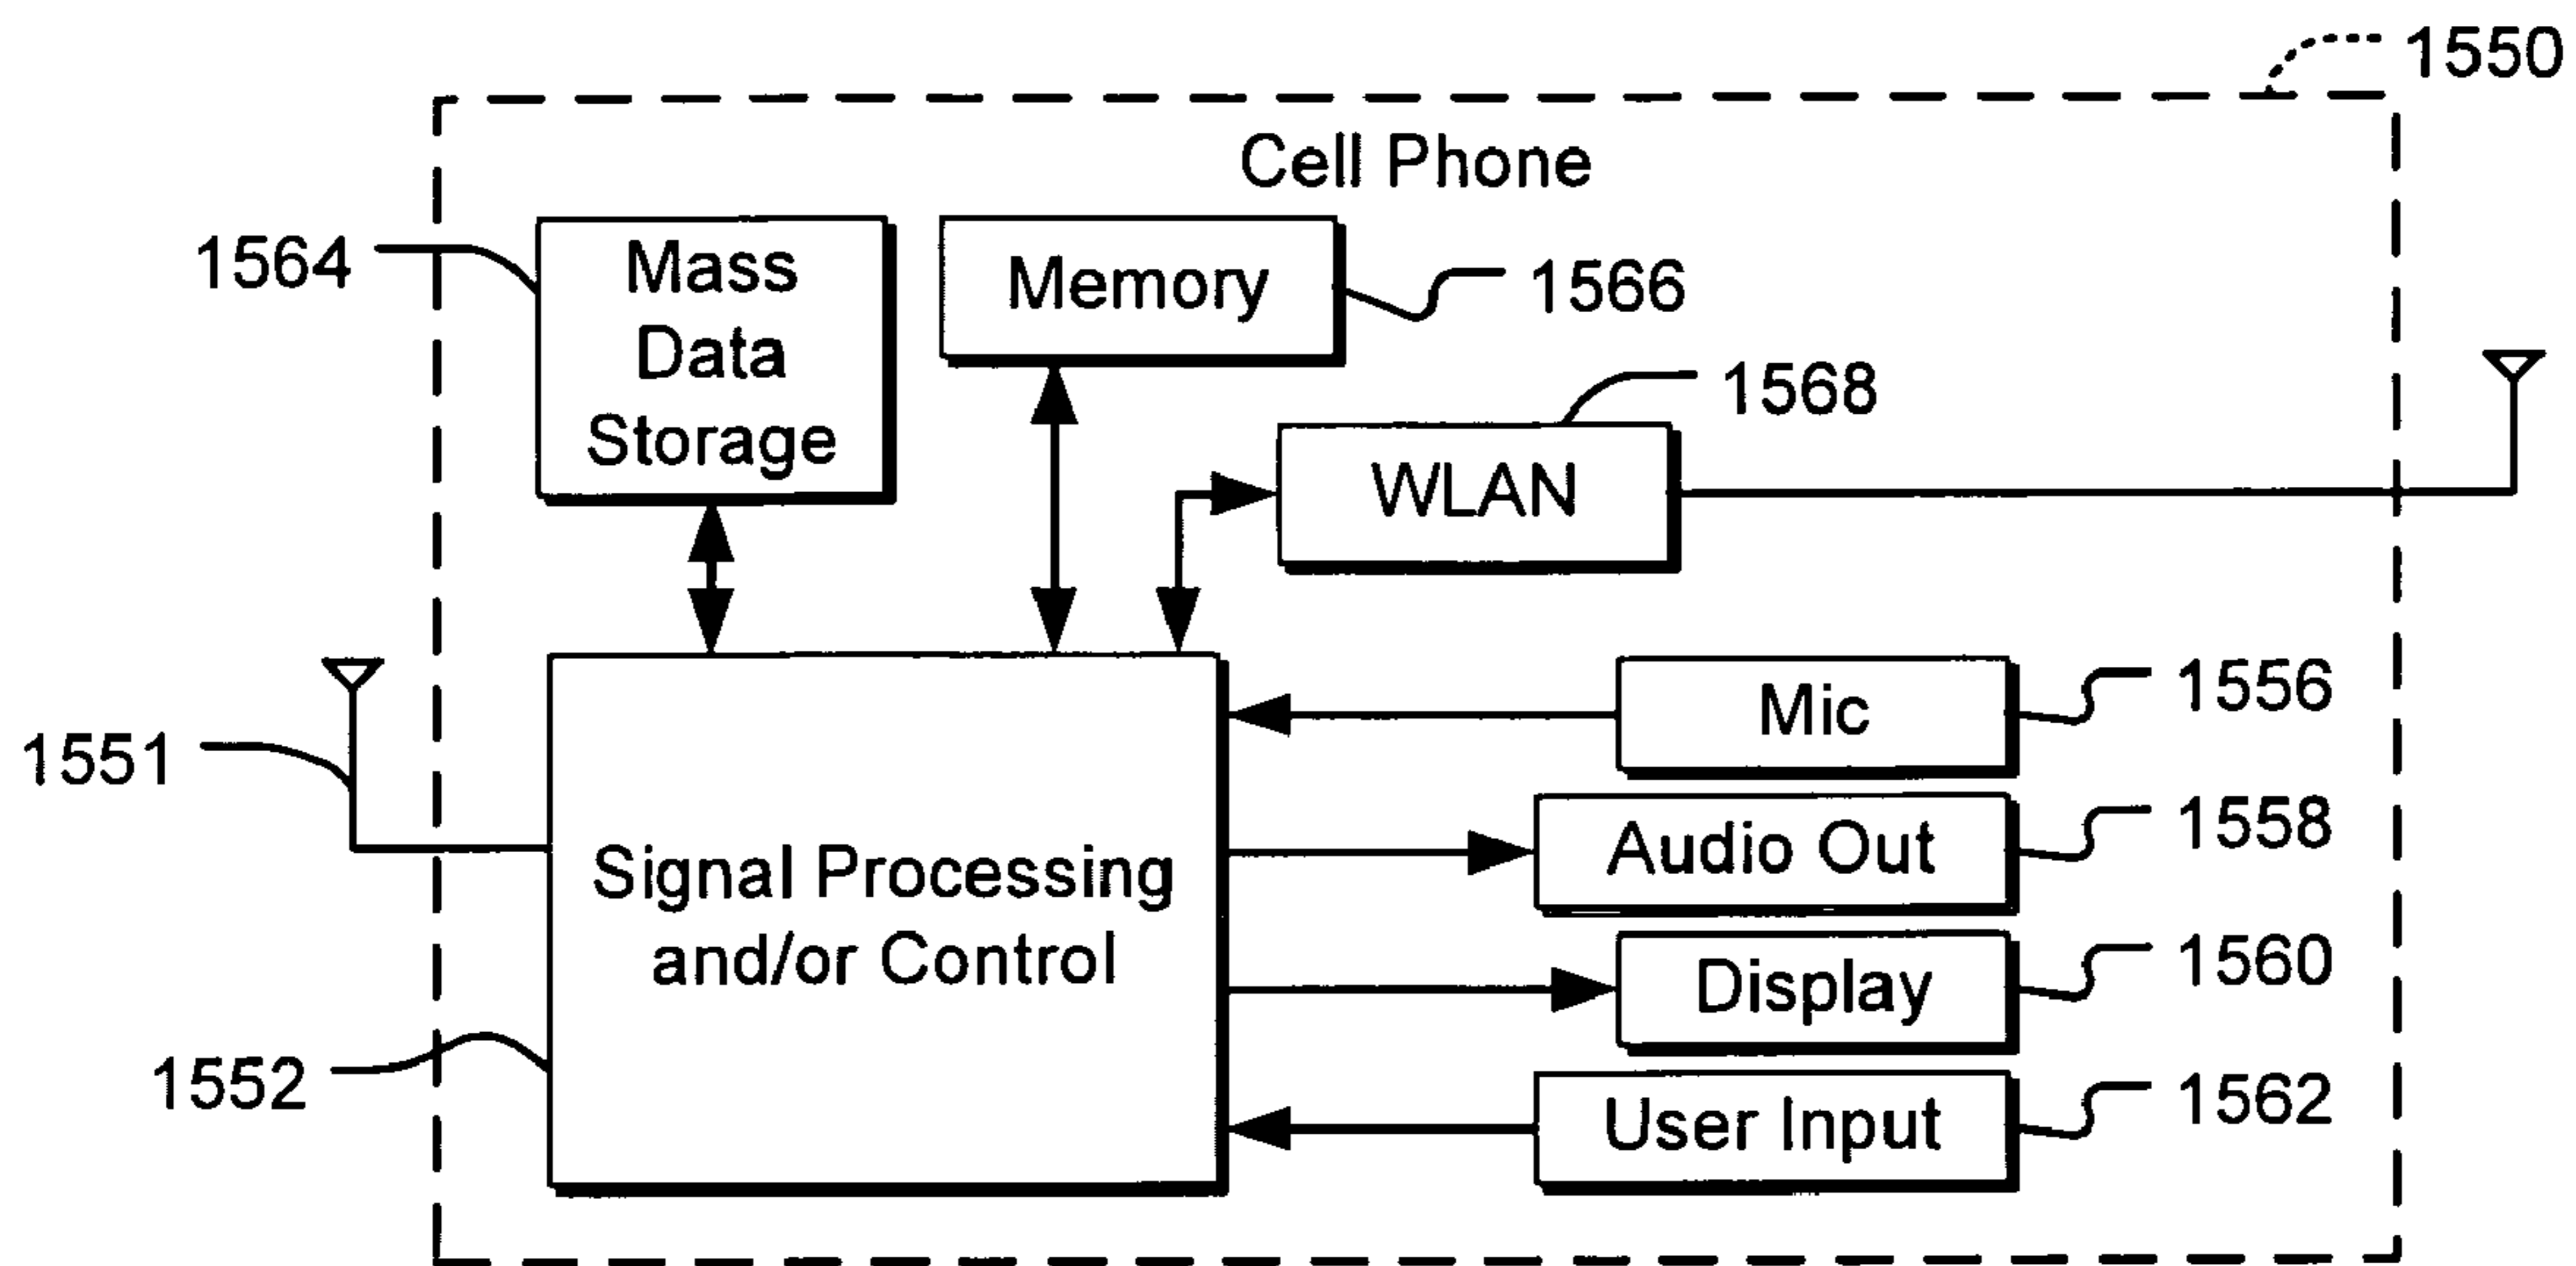 1550
Cell Phone
1564
Mass
Data
Storage
Memory
1566
1568
WLAN
1551
1552
Signal Processing
and/or Control
Mic
1556
Audio Out
1558
Display
1560
User Input
1562